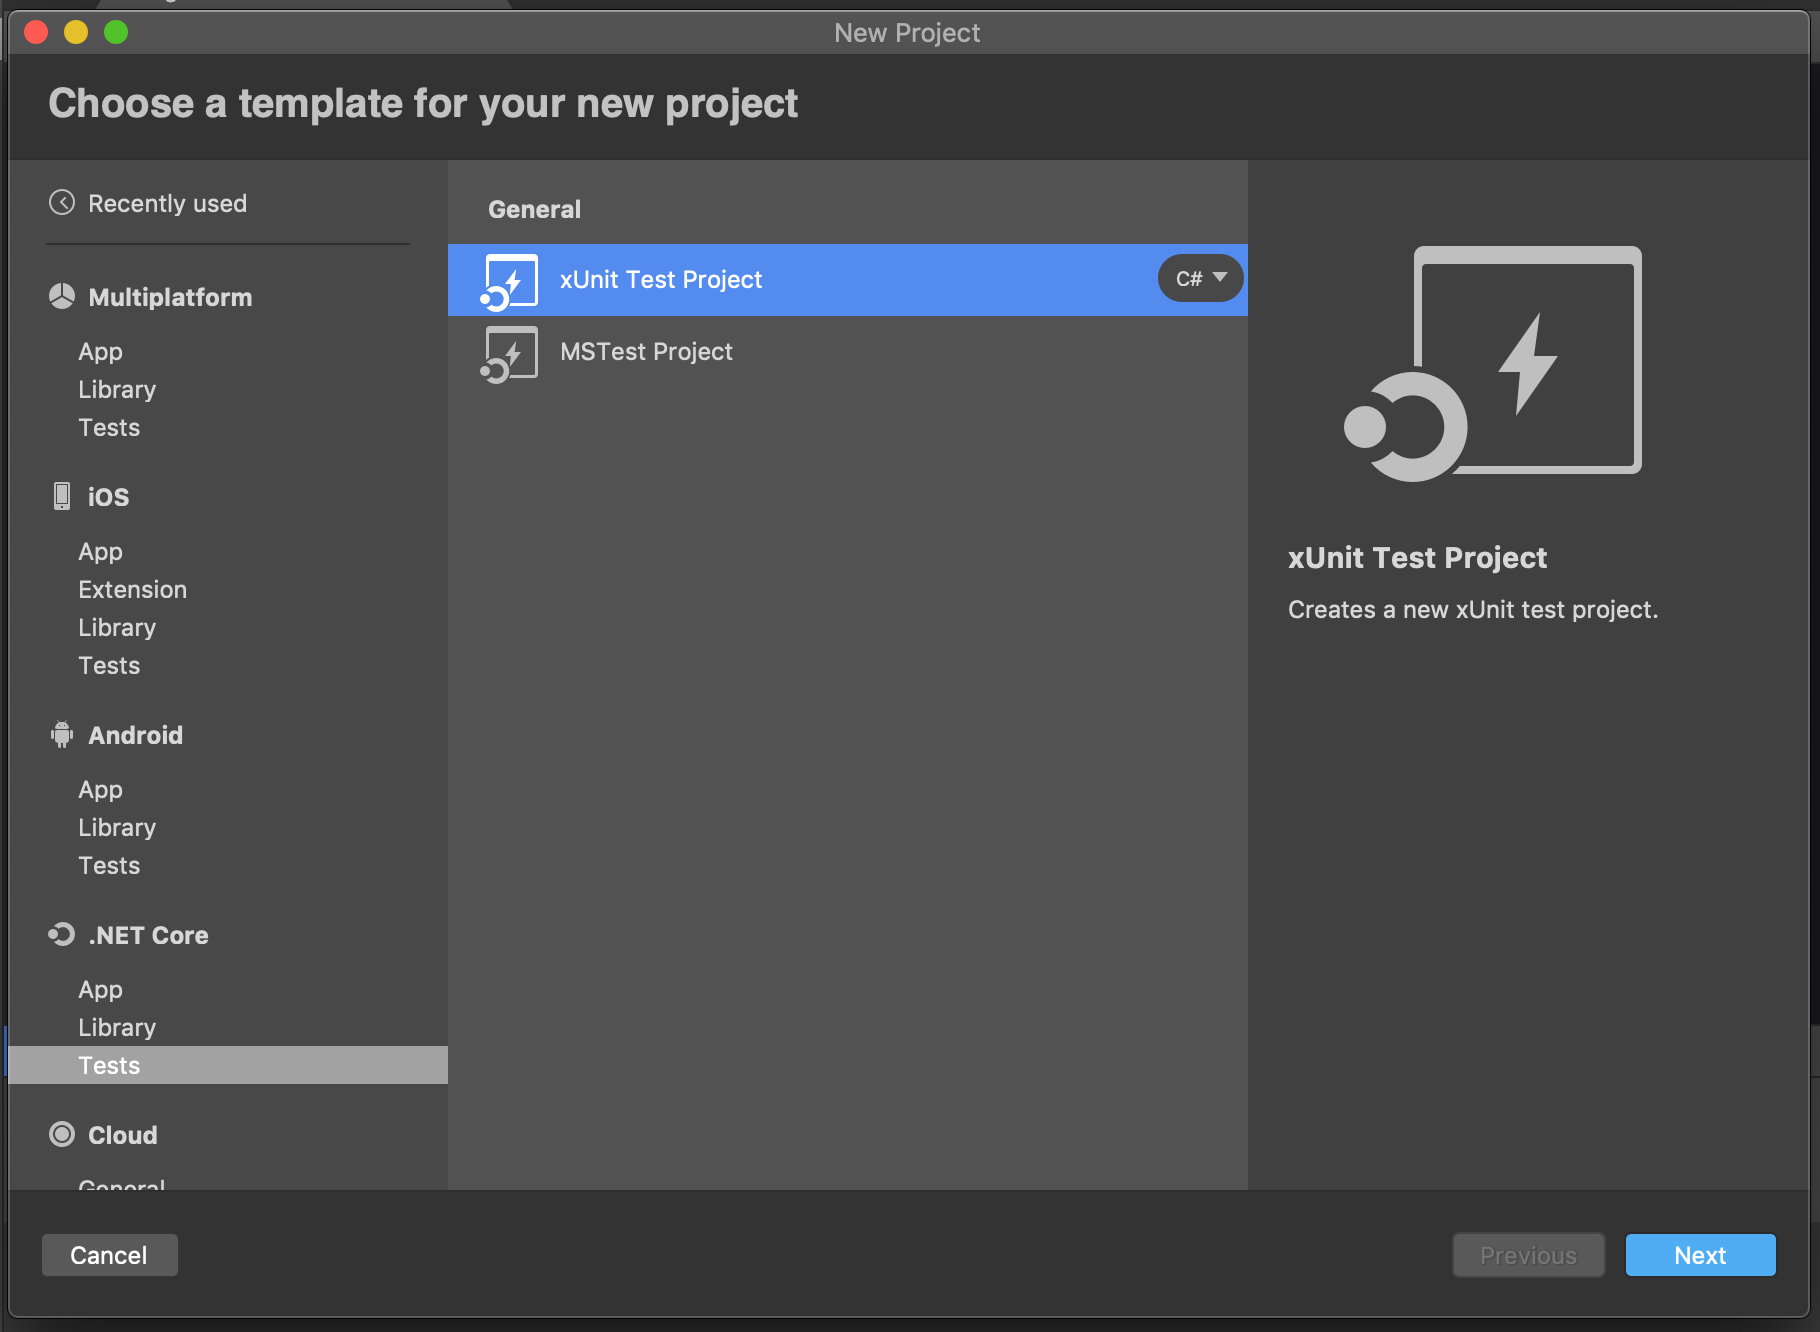 New Project
Choose a template for your new project
Recently used
Multiplatform
App
Library
Tests
iOS
App
Extension
Library
Tests
Android
App
Library
Tests
.NET Core
App
Library
Tests
Cloud
General
General
xUnit Test Project
C#
MSTest Project
xUnit Test Project
Creates a new xUnit test project.
Cancel
Previous
Next